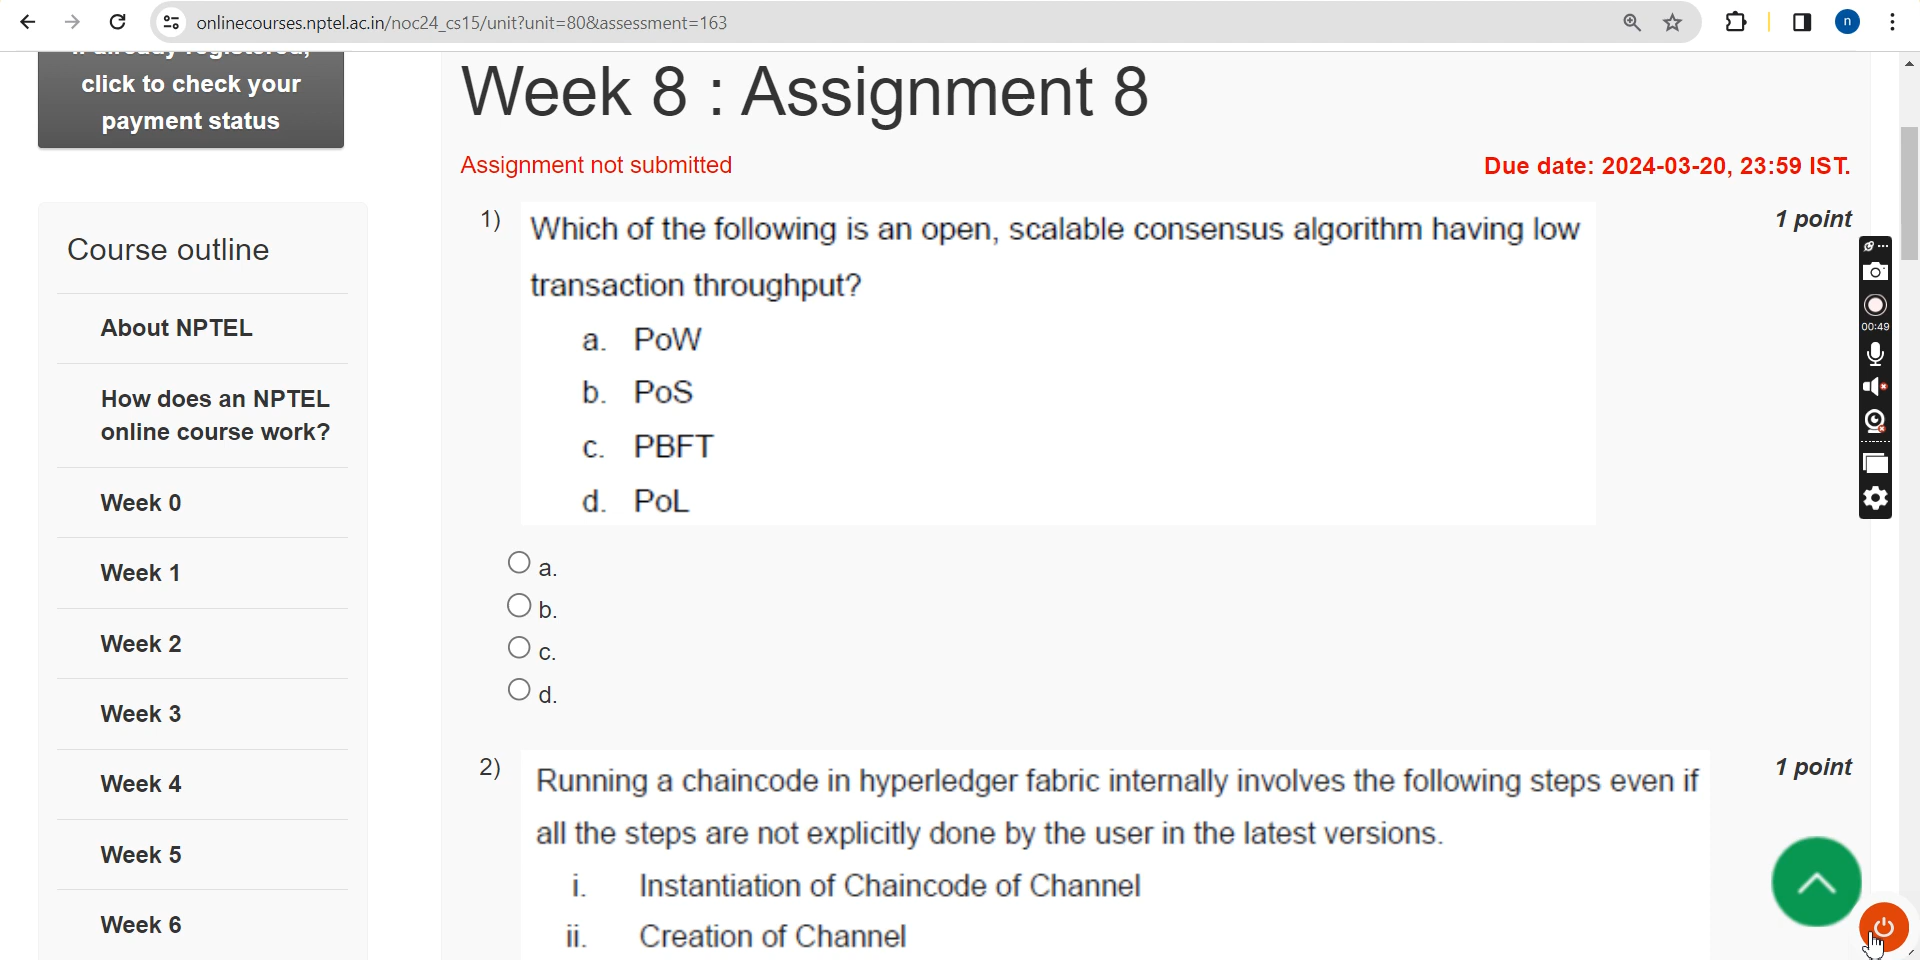 onlinecourses.nptel.ac.in/noc24_cs15/unit?unit=80&assessment=163
n
click to check your
payment status
Week 8 : Assignment 8
Assignment not submitted
Due date: 2024-03-20, 23:59 IST.
Course outline
About NPTEL
How does an NPTEL
online course work?
Week 0
Week 1
Week 2
Week 3
Week 4
Week 5
Week 6
1)
Which of the following is an open, scalable consensus algorithm having low
transaction throughput?
1 point
a. PoW
b. PoS
c. PBFT
d. PoL
a.
b.
c.
d.
2)
Running a chaincode in hyperledger fabric internally involves the following steps even if
all the steps are not explicitly done by the user in the latest versions.
1 point
i. Instantiation of Chaincode of Channel
ii. Creation of Channel
00:49